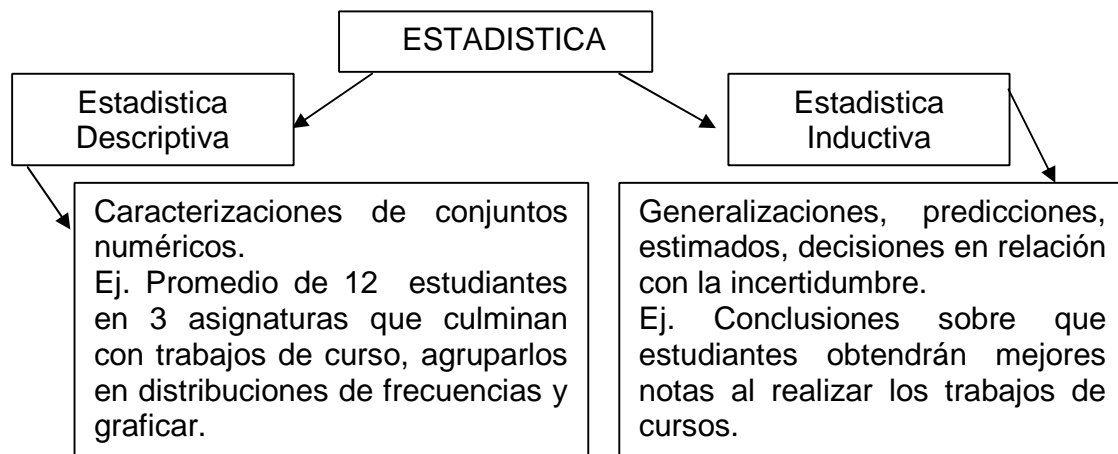 ESTADISTICA
Estadistica
Descriptiva
Estadistica
Inductiva
Caracterizaciones de conjuntos
numéricos.
Ej. Promedio de 12 estudiantes
en 3 asignaturas que culminan
con trabajos de curso, agruparlos
en distribuciones de frecuencias y
graficar.
Generalizaciones, predicciones,
estimados, decisiones en relación
con la incertidumbre.
Ej. Conclusiones sobre que
estudiantes obtendrán mejores
notas al realizar los trabajos de
cursos.